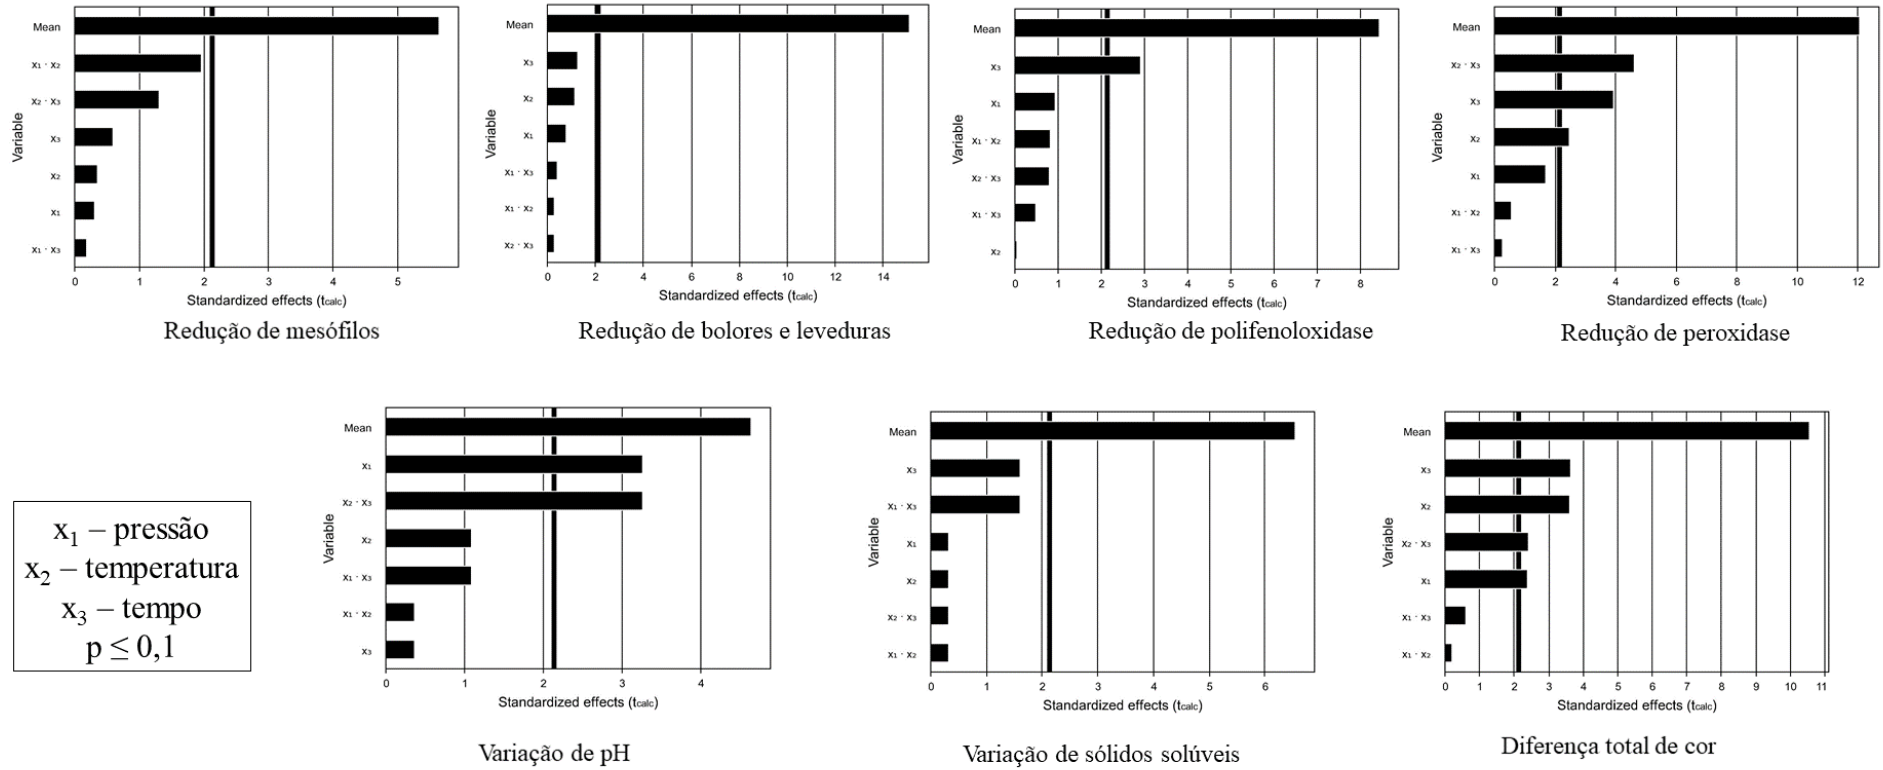 Mean
x₁ · x₂
x₂ · x₃
x₃
x₂
x₁
x₁ · x₃
Variable
0 1 2 3 4 5
Standardized effects (tcalc)
Redução de mesófilos
Mean
x₃
x₂
x₁
x₁ · x₃
x₁ · x₂
x₂ · x₃
Variable
0 2 4 6 8 10 12 14
Standardized effects (tcalc)
Redução de bolores e leveduras
Mean
x₃
x₁
x₁ · x₂
x₂ · x₃
x₁ · x₃
x₂
Variable
0 1 2 3 4 5 6 7 8
Standardized effects (tcalc)
Redução de polifenoloxidase
Mean
x₂ · x₃
x₃
x₂
x₁
x₁ · x₂
x₁ · x₃
Variable
0 2 4 6 8 10 12
Standardized effects (tcalc)
Redução de peroxidase
x₁ – pressão
x₂ – temperatura
x₃ – tempo
p ≤ 0,1
Mean
x₁
x₂ · x₃
x₂
x₁ · x₃
x₁ · x₂
x₃
Variable
0 1 2 3 4
Standardized effects (tcalc)
Variação de pH
Mean
x₃
x₁ · x₃
x₁
x₂
x₂ · x₃
x₁ · x₂
Variable
0 1 2 3 4 5 6
Standardized effects (tcalc)
Variação de sólidos solúveis
Mean
x₃
x₂
x₂ · x₃
x₁
x₁ · x₃
x₁ · x₂
Variable
0 1 2 3 4 5 6 7 8 9 10 11
Standardized effects (tcalc)
Diferença total de cor